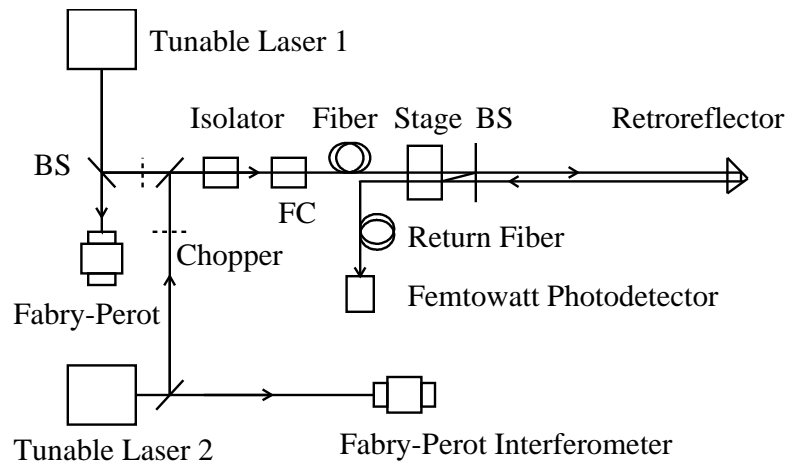 Tunable Laser 1
Isolator
Fiber
Stage
BS
Retroreflector
BS
FC
Return Fiber
Chopper
Femtowatt Photodetector
Fabry-Perot
Tunable Laser 2
Fabry-Perot Interferometer